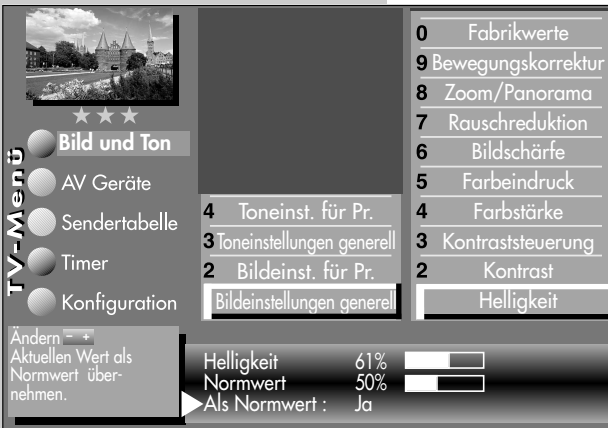 TV-Menü
Bild und Ton
AV Geräte
Sendertabelle
Timer
Konfiguration
4 Toneinst. für Pr.
3 Toneinstellungen generell
2 Bildeinst. für Pr.
Bildeinstellungen generell
0 Fabrikwerte
9 Bewegungskorrektur
8 Zoom/Panorama
7 Rauschreduktion
6 Bildschärfe
5 Farbeindruck
4 Farbstärke
3 Kontraststeuerung
2 Kontrast
Helligkeit
Ändern - +
Aktuellen Wert als
Normwert über-
nehmen.
Helligkeit 61%
Normwert 50%
Als Normwert : Ja